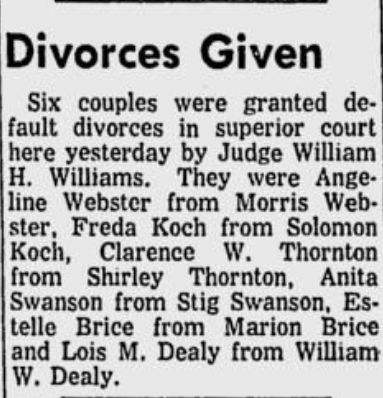 Divorces Given
Six couples were granted de-
fault divorces in superior court
here yesterday by Judge William
H. Williams. They were Ange-
line Webster from Morris Web-
ster, Freda Koch from Solomon
Koch, Clarence W. Thornton
from Shirley Thornton, Anita
Swanson from Stig Swanson, Es-
telle Brice from Marion Brice
and Lois M. Dealy from William
W. Dealy.